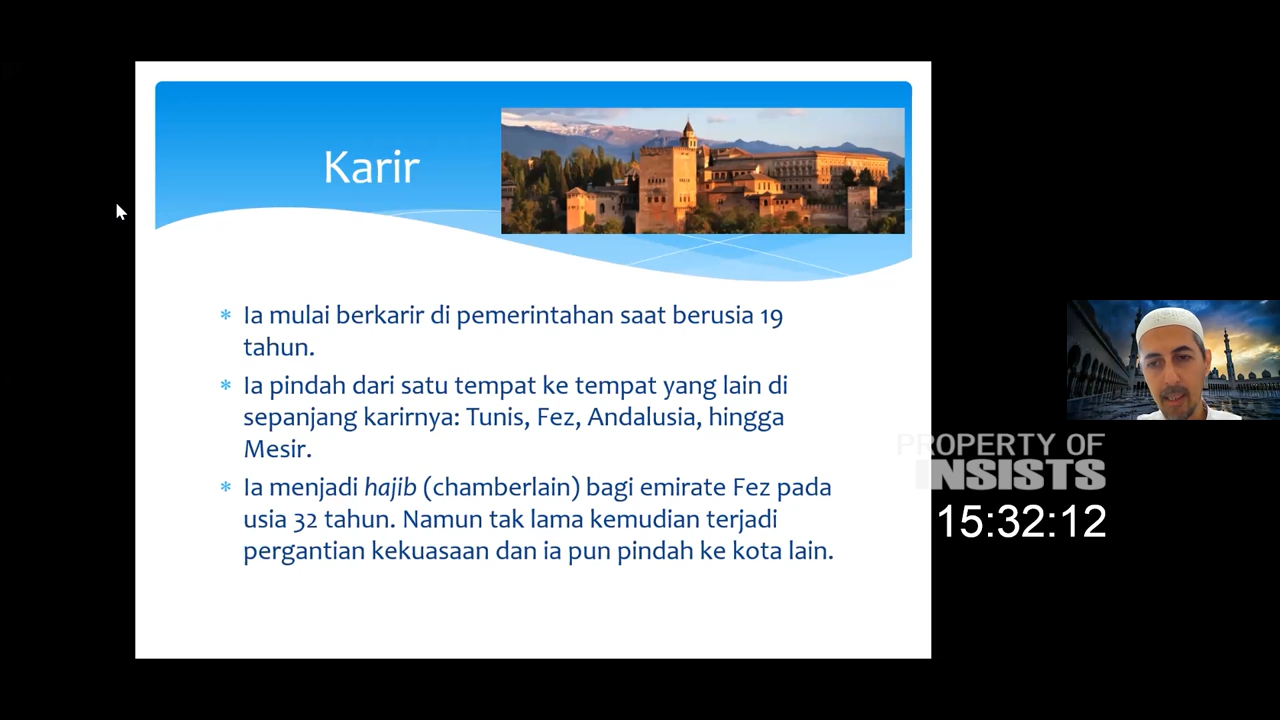 Karir
* Ia mulai berkarir di pemerintahan saat berusia 19
tahun.
* Ia pindah dari satu tempat ke tempat yang lain di
sepanjang karirnya: Tunis, Fez, Andalusia, hingga
Mesir.
* Ia menjadi hajib (chamberlain) bagi emirate Fez pada
usia 32 tahun. Namun tak lama kemudian terjadi
pergantian kekuasaan dan ia pun pindah ke kota lain.
PROPERTY OF
INSISTS
15:32:12